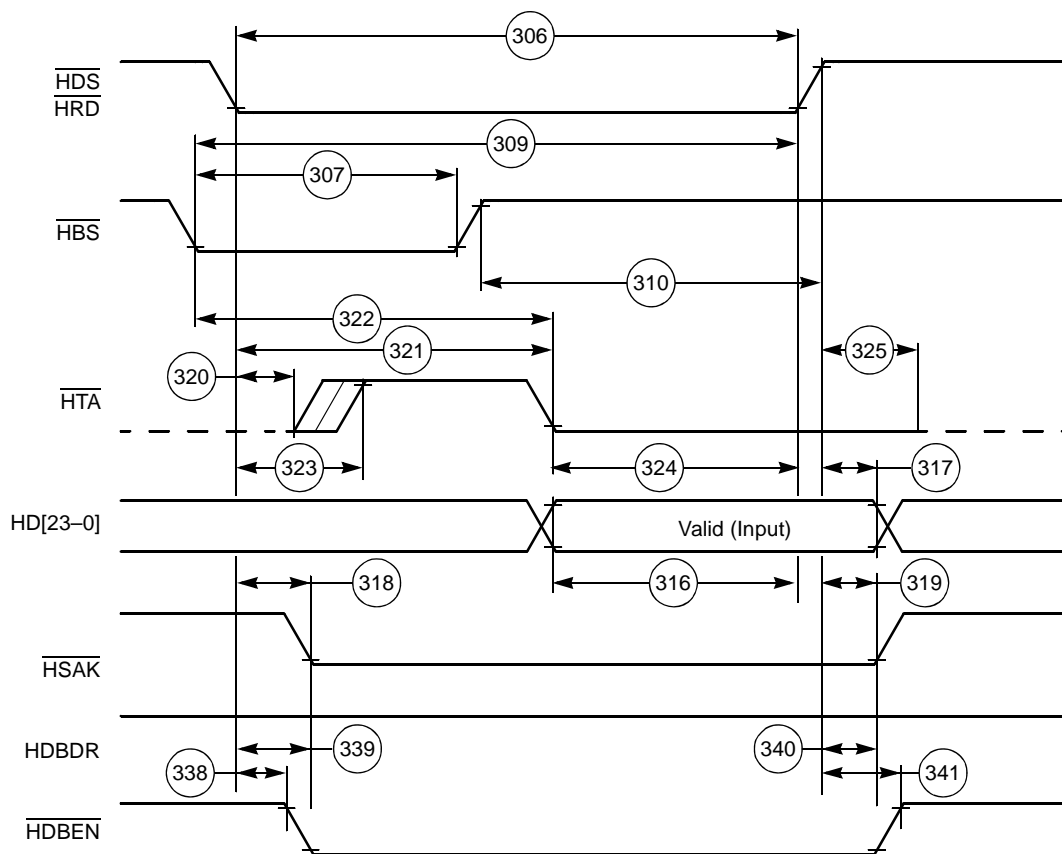 306
HDS
HRD
309
307
HBS
310
322
321
325
320
HTA
323
324
317
HD[23–0]
Valid (Input)
318
316
319
HSAK
HDBDR
339
340
338
341
HDBEN